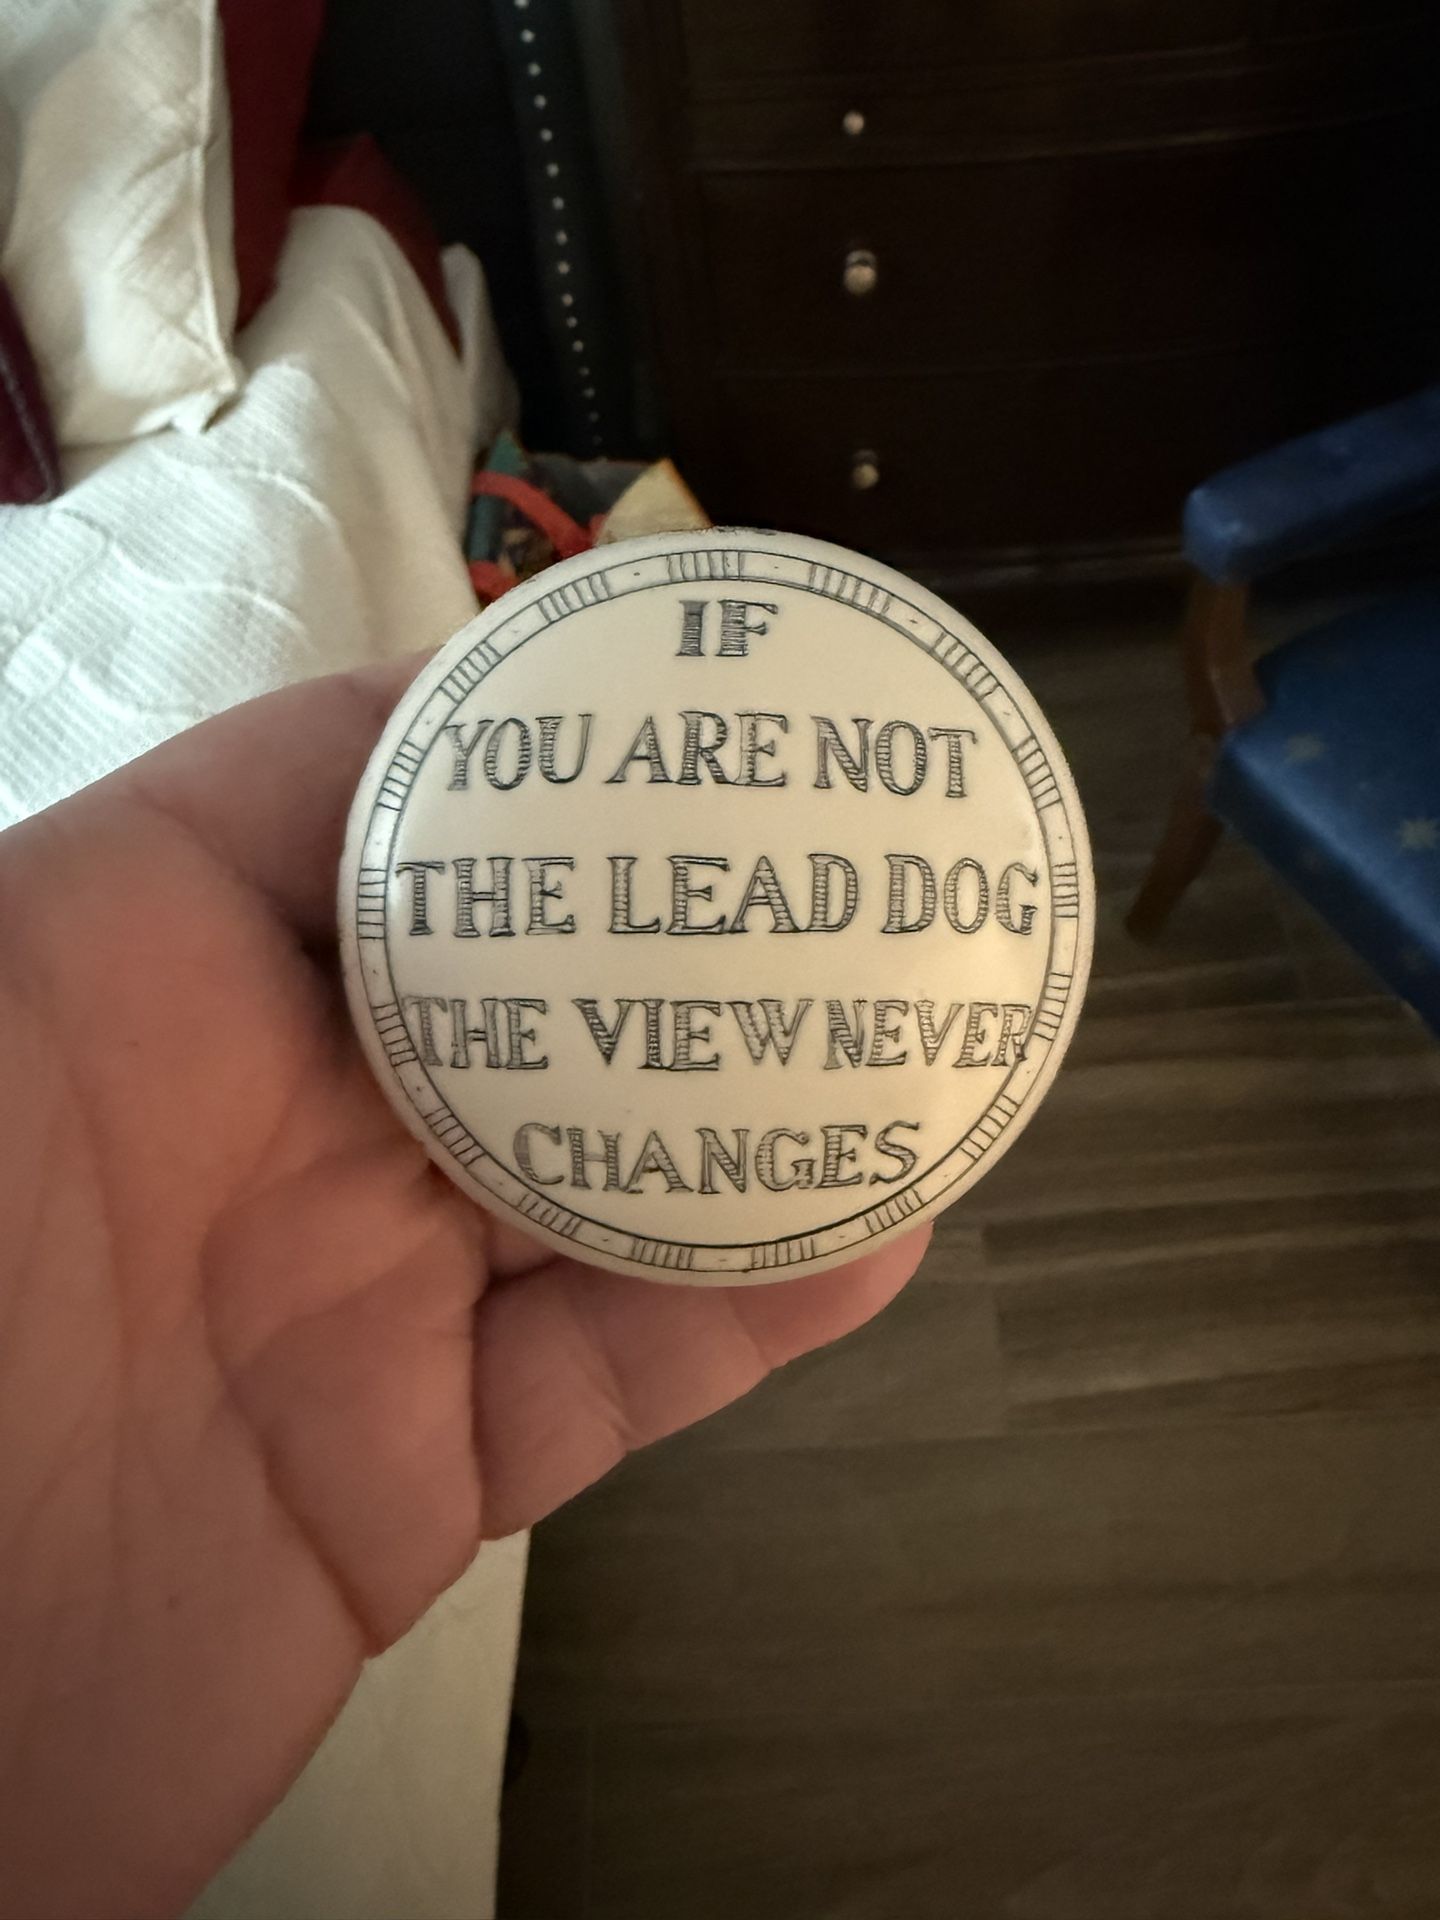 IF
YOU ARE NOT
THE LEAD DOG
THE VIEW NEVER
CHANGES